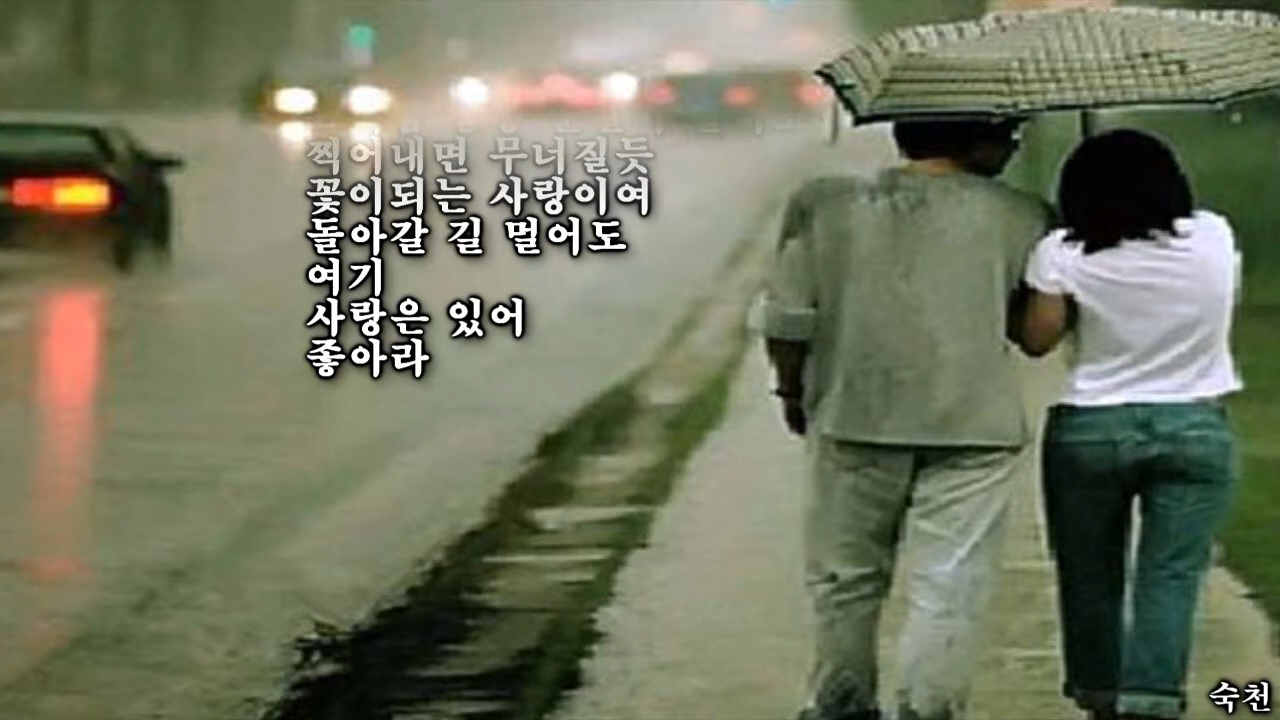 찍어내면 무너질듯
꽃이되는 사랑이여
돌아갈 길 멀어도
여기
사랑은 있어
좋아라
숙천